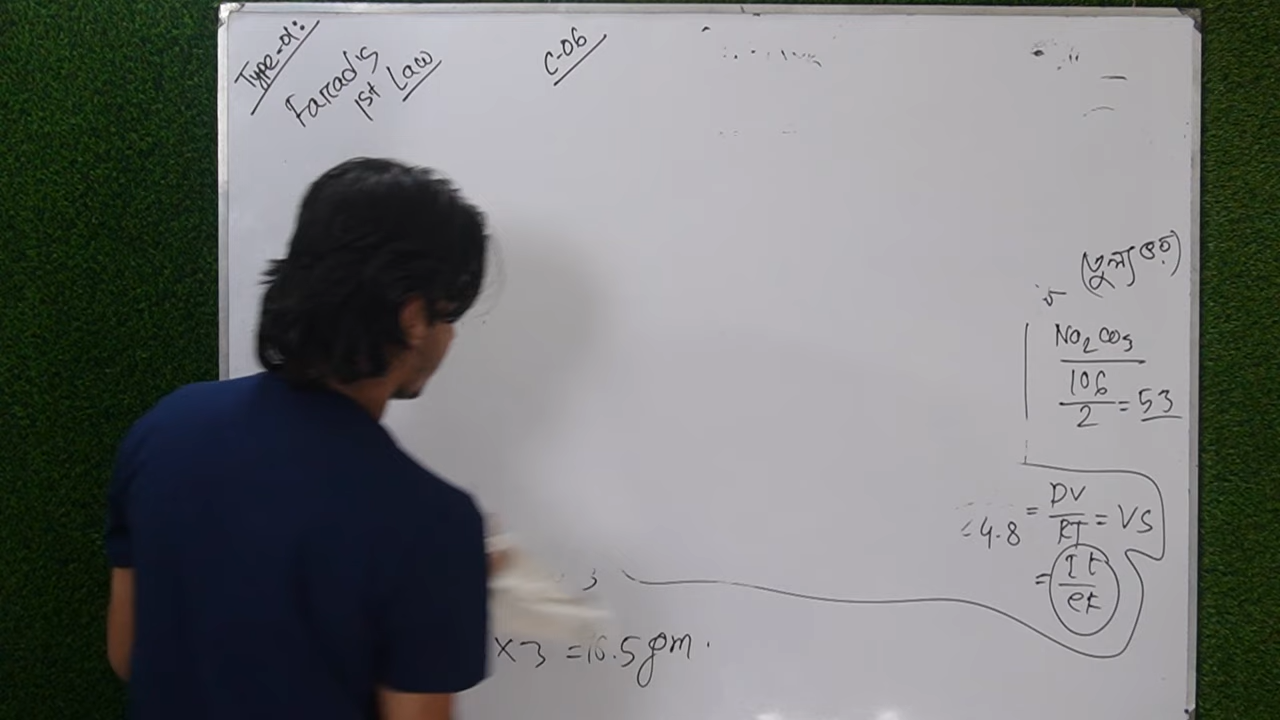 Type-01:
Farad's
1st Law
C-06
(তুল্য ভর)
Na2CO3
106
2
= 53
= 4.8 = PV
RT
= VS
= It
eF
3
× 3 = 16.5 gm.